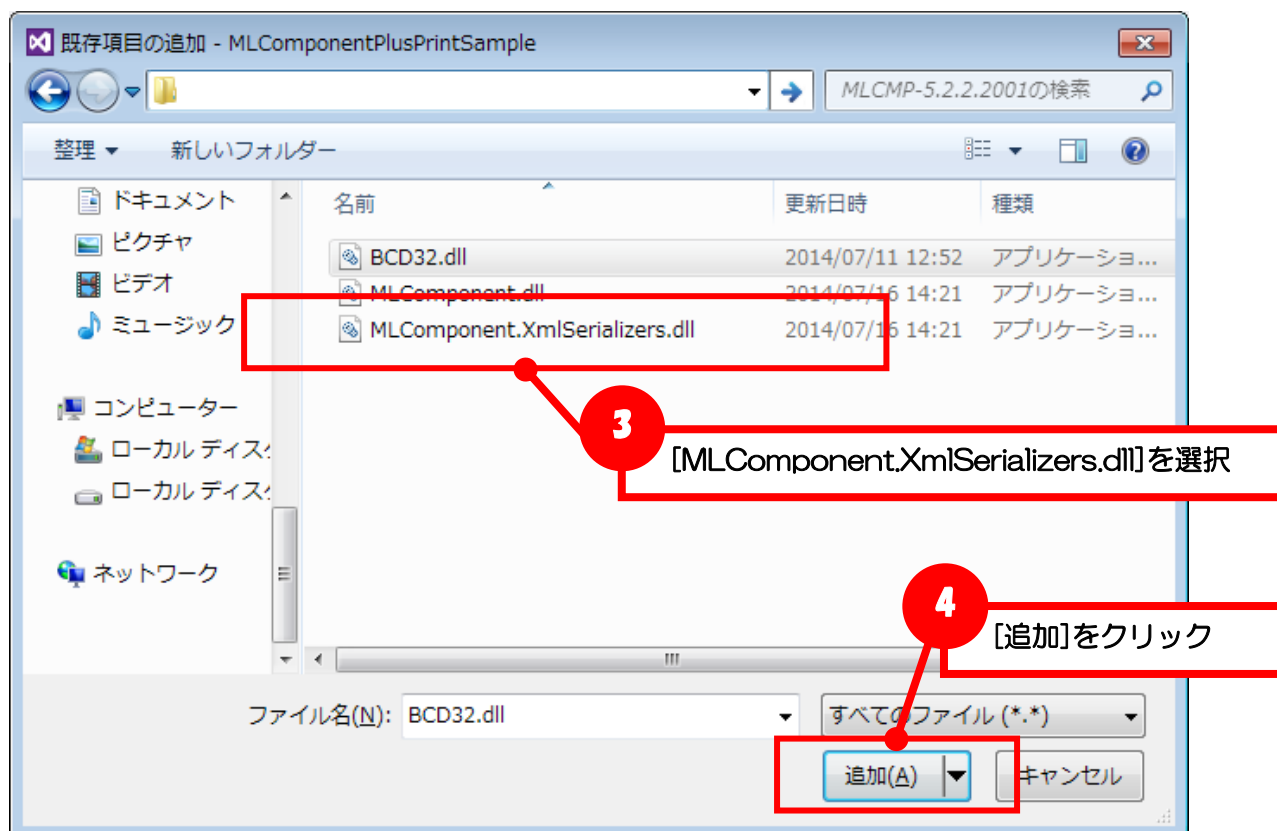 既存項目の追加 - MLComponentPlusPrintSample
MLCMP-5.2.2.2001の検索
整理 新しいフォルダー
ドキュメント
ピクチャ
ビデオ
ミュージック
コンピューター
ローカル ディスク
ローカル ディスク
ネットワーク
名前 更新日時 種類
BCD32.dll 2014/07/11 12:52 アプリケーショ...
MLComponent.dll 2014/07/16 14:21 アプリケーショ...
MLComponent.XmlSerializers.dll 2014/07/16 14:21 アプリケーショ...
3
[MLComponent.XmlSerializers.dll]を選択
4
[追加]をクリック
ファイル名(N): BCD32.dll すべてのファイル (*.*)
追加(A) キャンセル